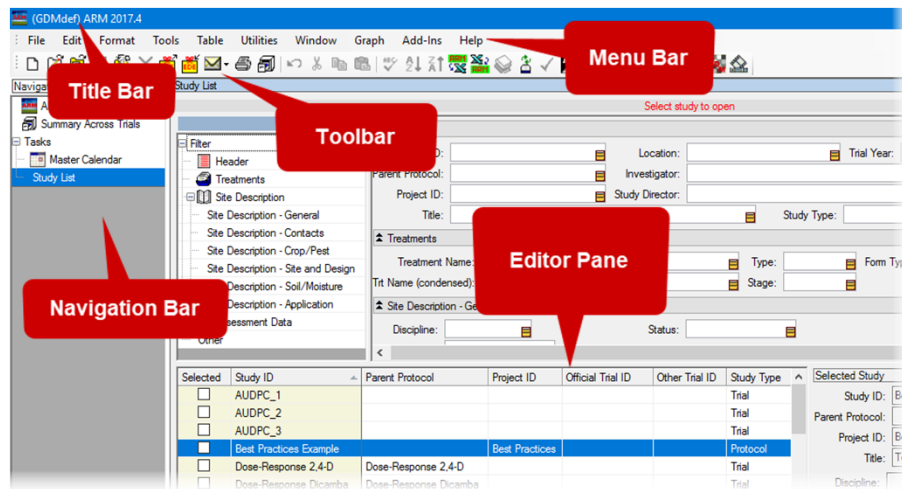 (GDMdef) ARM 2017.4
File Edit Format Tools Table Utilities Window Graph Add-Ins Help
Menu Bar
Title Bar
Study List
Select study to open
Toolbar
Summary Across Trials
Tasks
Master Calendar
Study List
Filter
Header
Treatments
Site Description
Site Description - General
Site Description - Contacts
Site Description - Crop/Pest
Site Description - Site and Design
Description - Soil/Moisture
Description - Application
Other
Navigation Bar
Location: Trial Year:
Parent Protocol: Investigator:
Project ID: Study Director:
Title: Study Type:
Treatments
Treatment Name: Type: Form
Trt Name (condensed): Stage:
Site Description -
Discipline: Status:
Editor Pane
Selected Study ID Parent Protocol Project ID Official Trial ID Other Trial ID Study Type
AUDPC_1 Trial
AUDPC_2 Trial
AUDPC_3 Trial
Best Practices Example Best Practices Protocol
Dose-Response 2,4-D Dose-Response 2,4-D Trial
Dose-Response Dicamba Dose-Response Dicamba Trial
Selected Study
Study ID:
Parent Protocol:
Project ID:
Title:
Discipline: